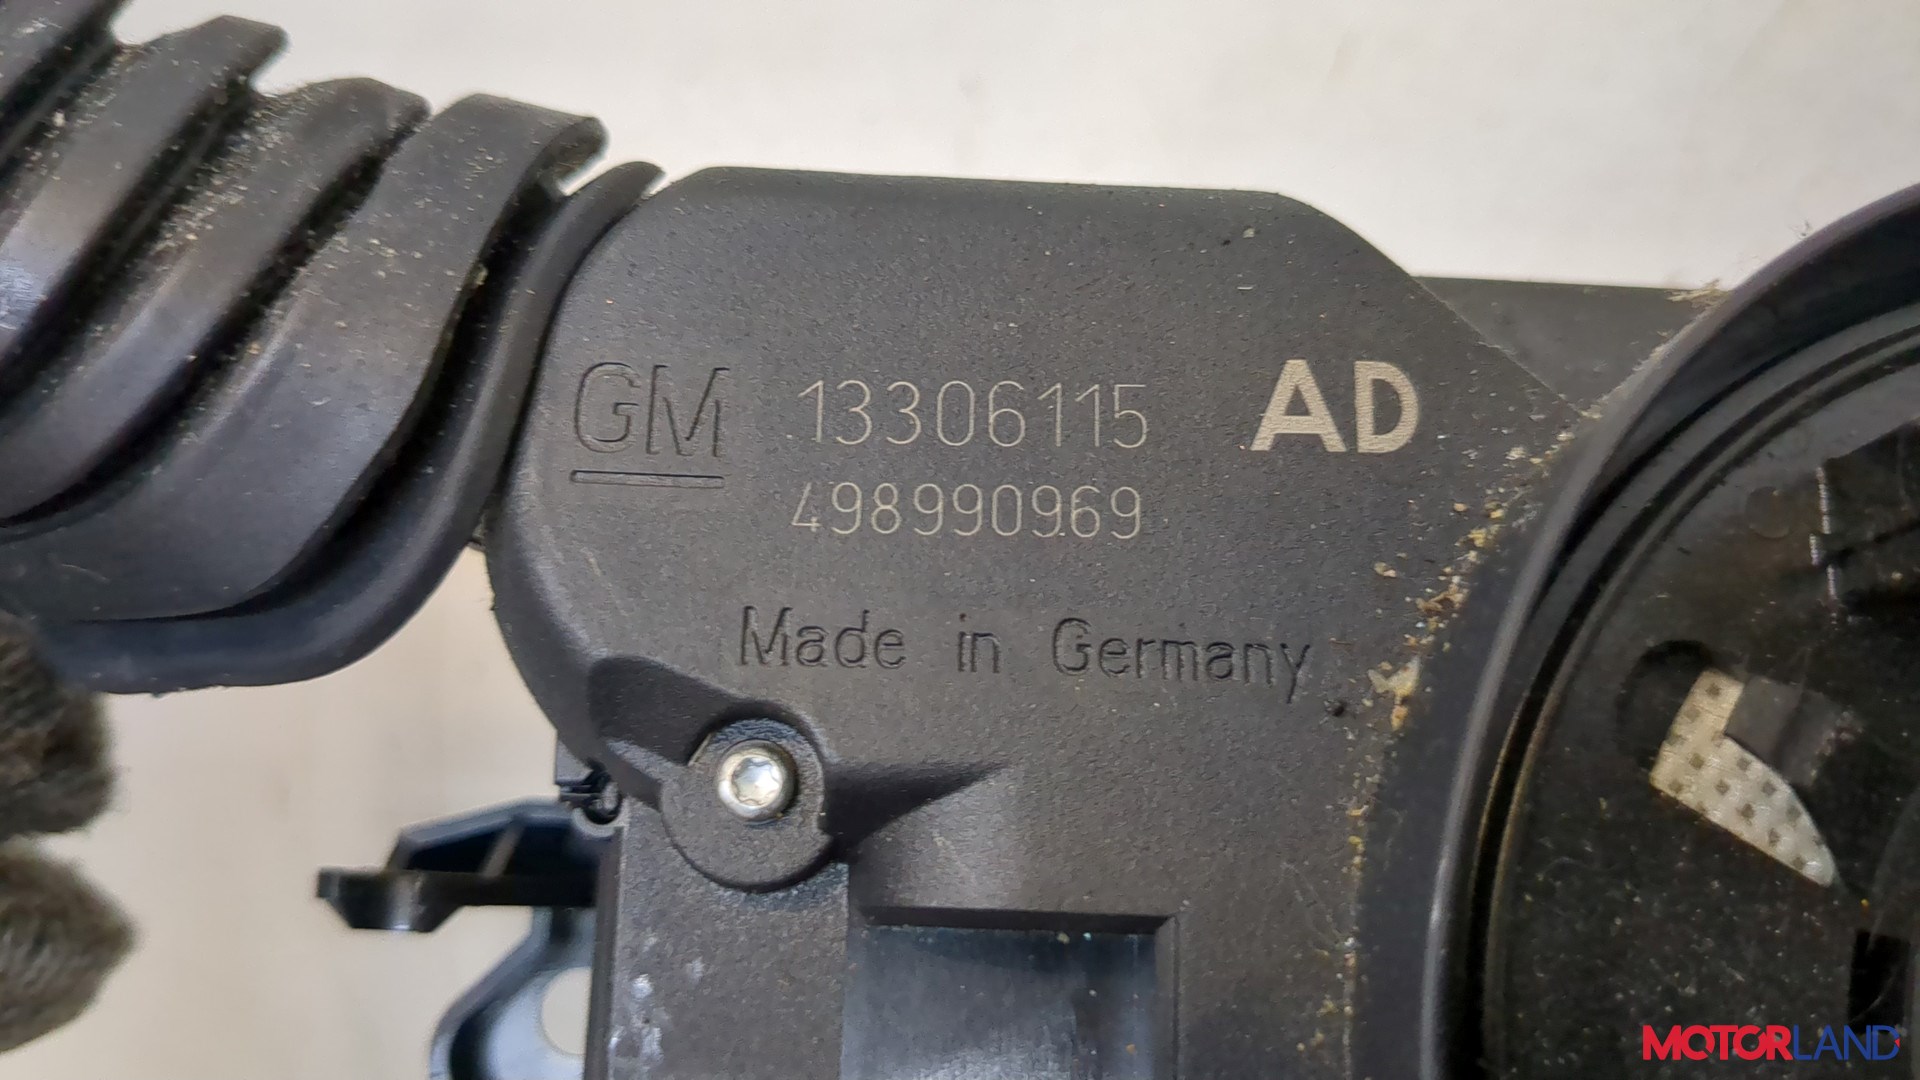 GM 13306115 AD
498990969
Made in Germany
MOTORLAND